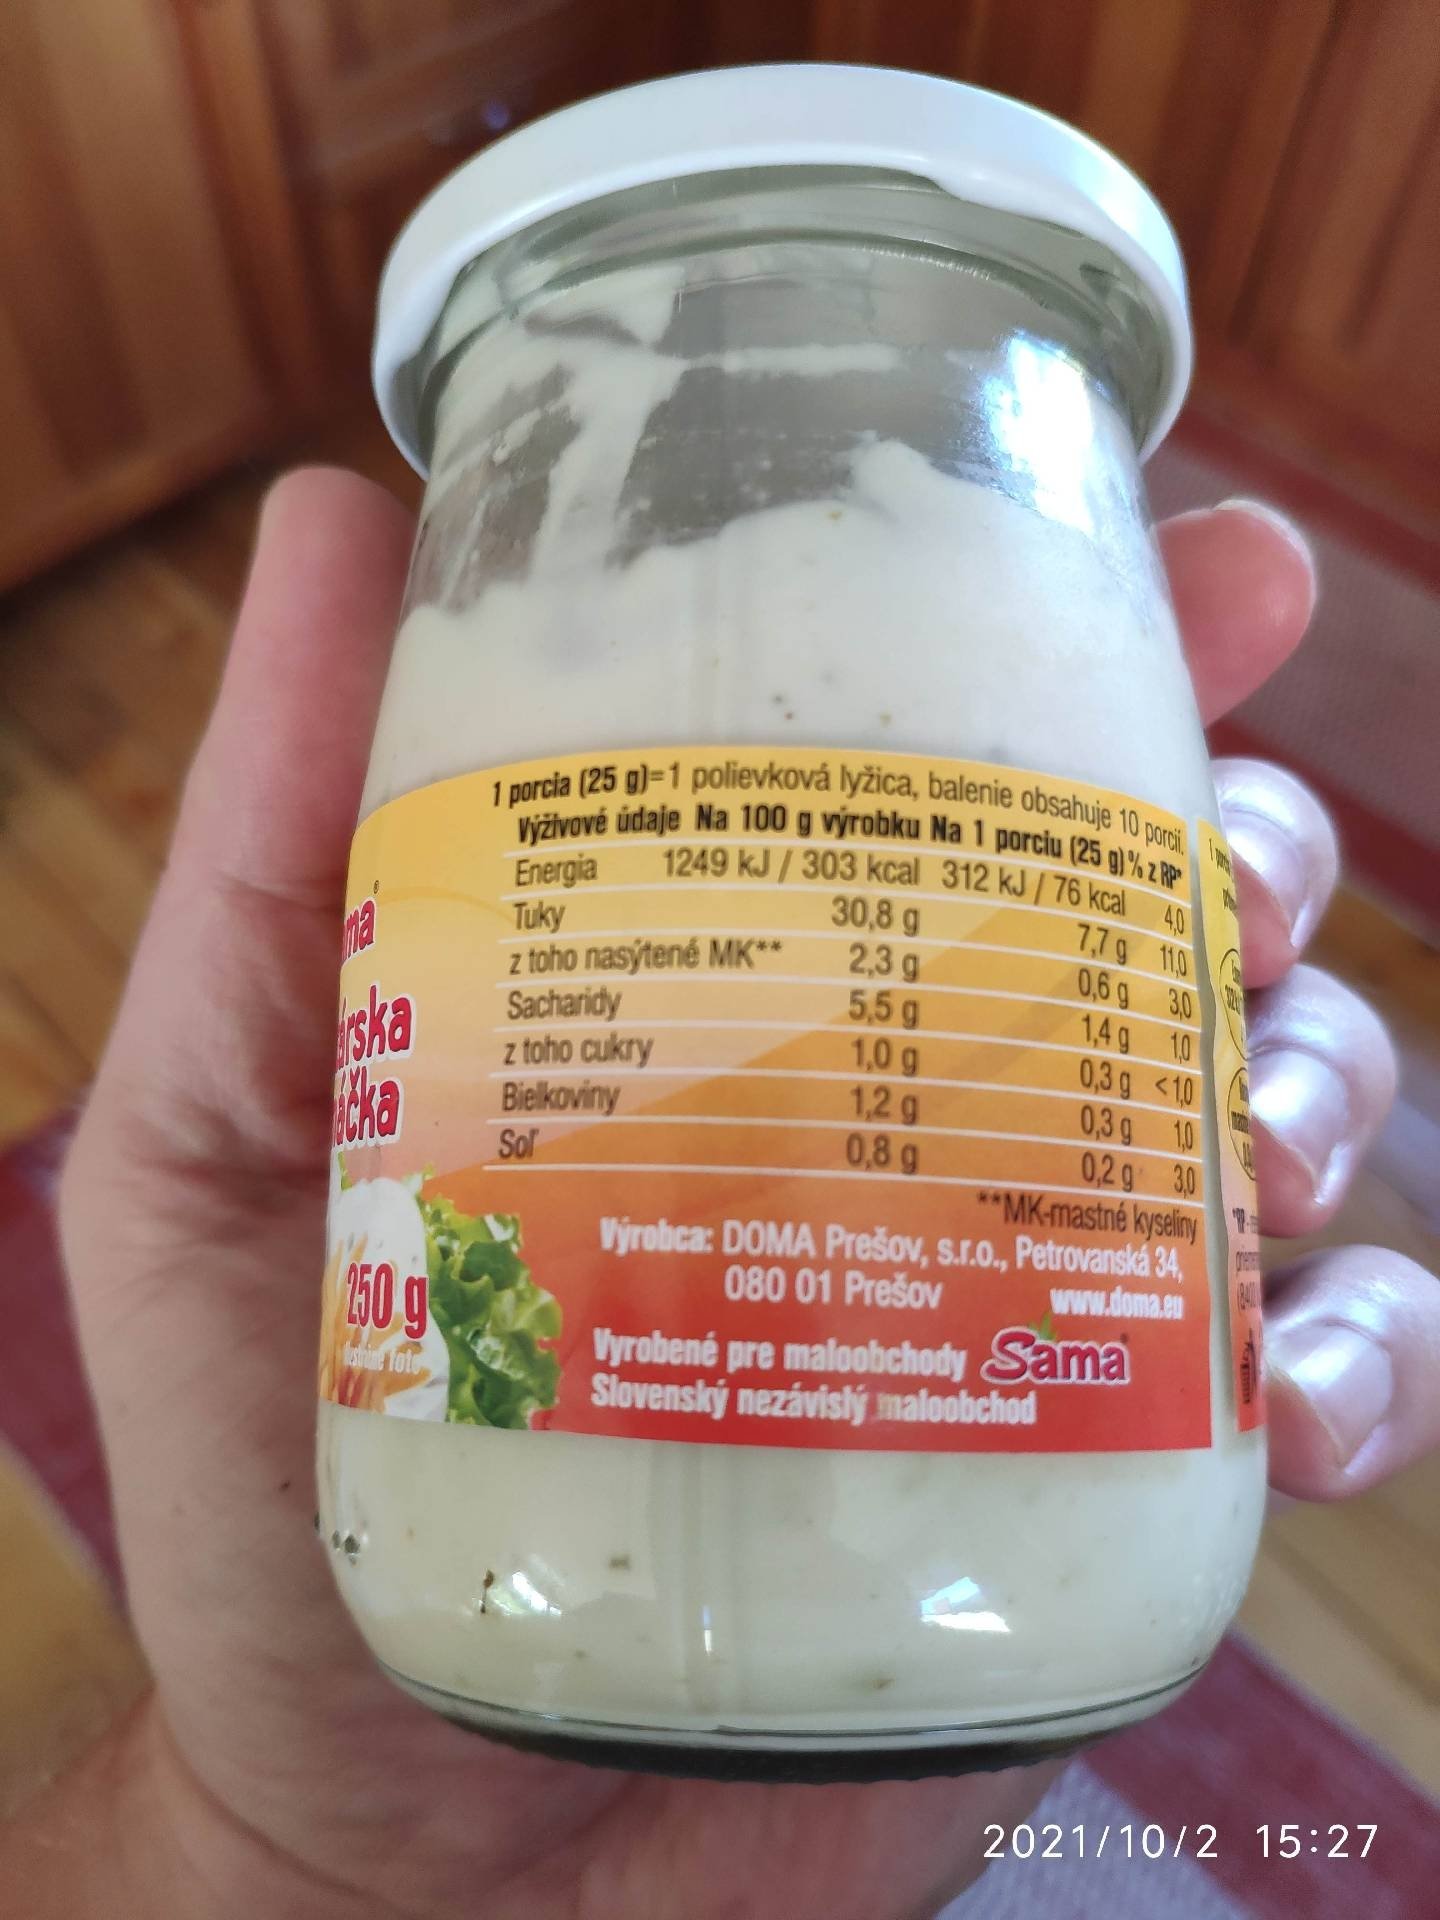 1 porcia (25 g)=1 polievková lyžica, balenie obsahuje 10 porcií.
Výživové údaje Na 100 g výrobku Na 1 porciu (25 g) % z RP*
Energia 1249 kJ / 303 kcal 312 kJ / 76 kcal 4,0
Tuky 30,8 g 7,7 g 11,0
z toho nasýtené MK** 2,3 g 0,6 g 3,0
Sacharidy 5,5 g 1,4 g 1,0
z toho cukry 1,0 g 0,3 g <1,0
Bielkoviny 1,2 g 0,3 g 1,0
Soľ 0,8 g 0,2 g 3,0
**MK-mastné kyseliny
Výrobca: DOMA Prešov, s.r.o., Petrovanská 34,
080 01 Prešov www.doma.eu
Vyrobené pre maloobchody Sama
Slovenský nezávislý maloobchod
250 g
2021/10/2 15:27